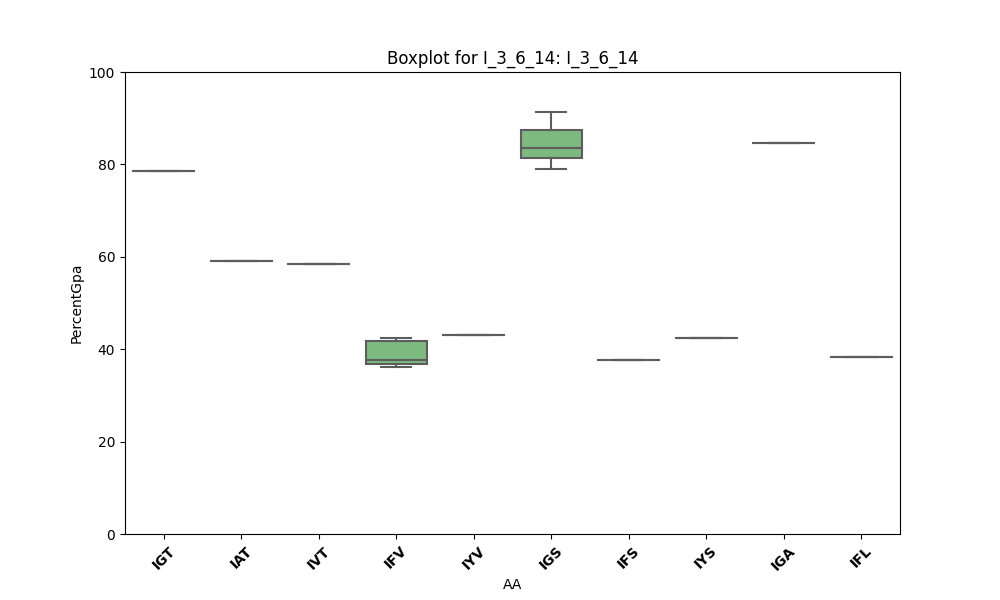 Boxplot for I_3_6_14: I_3_6_14
100
80
60
40
20
0
PercentGpa
IGT IAT IVT IFV IYV IGS IFS IYS IGA IFL
AA